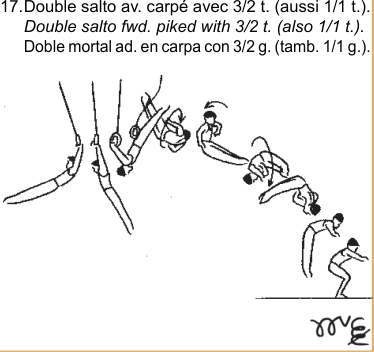 17.Double salto av. carpé avec 3/2 t. (aussi 1/1 t.).
Double salto fwd. piked with 3/2 t. (also 1/1 t.).
Doble mortal ad. en carpa con 3/2 g. (tamb. 1/1 g.).